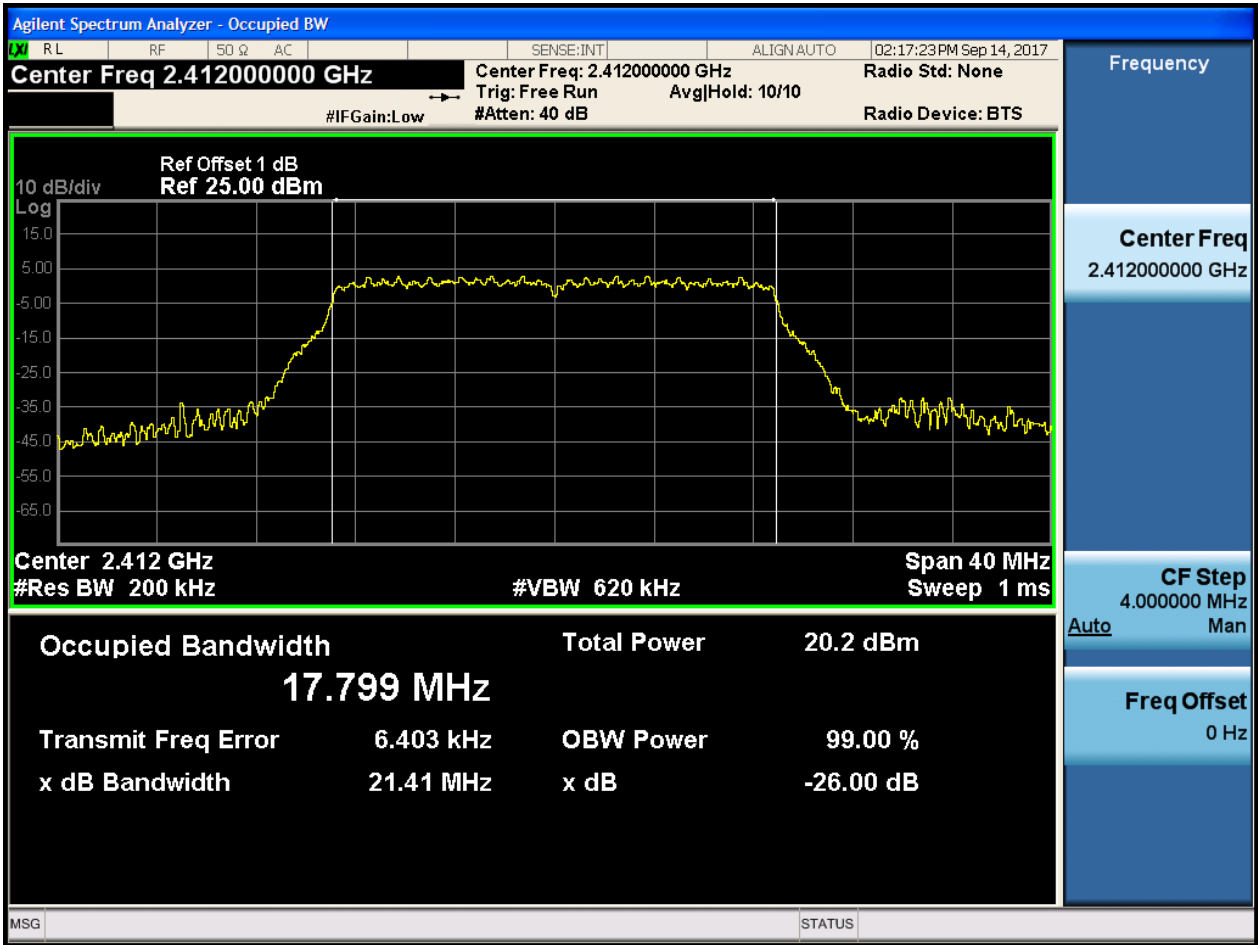 Agilent Spectrum Analyzer - Occupied BW
LXI RL RF 50 Ω AC SENSE:INT ALIGN AUTO 02:17:23 PM Sep 14, 2017
Center Freq 2.412000000 GHz
Center Freq: 2.412000000 GHz
Radio Std: None
Trig: Free Run Avg|Hold: 10/10
#IFGain:Low
#Atten: 40 dB
Radio Device: BTS
Ref Offset 1 dB
10 dB/div Ref 25.00 dBm
Log
15.0
5.00
-5.00
-15.0
-25.0
-35.0
-45.0
-55.0
-65.0
Center 2.412 GHz Span 40 MHz
#Res BW 200 kHz #VBW 620 kHz Sweep 1 ms
Occupied Bandwidth Total Power 20.2 dBm
17.799 MHz
Transmit Freq Error 6.403 kHz OBW Power 99.00 %
x dB Bandwidth 21.41 MHz x dB -26.00 dB
MSG STATUS
Frequency
Center Freq
2.412000000 GHz
CF Step
4.000000 MHz
Auto Man
Freq Offset
0 Hz